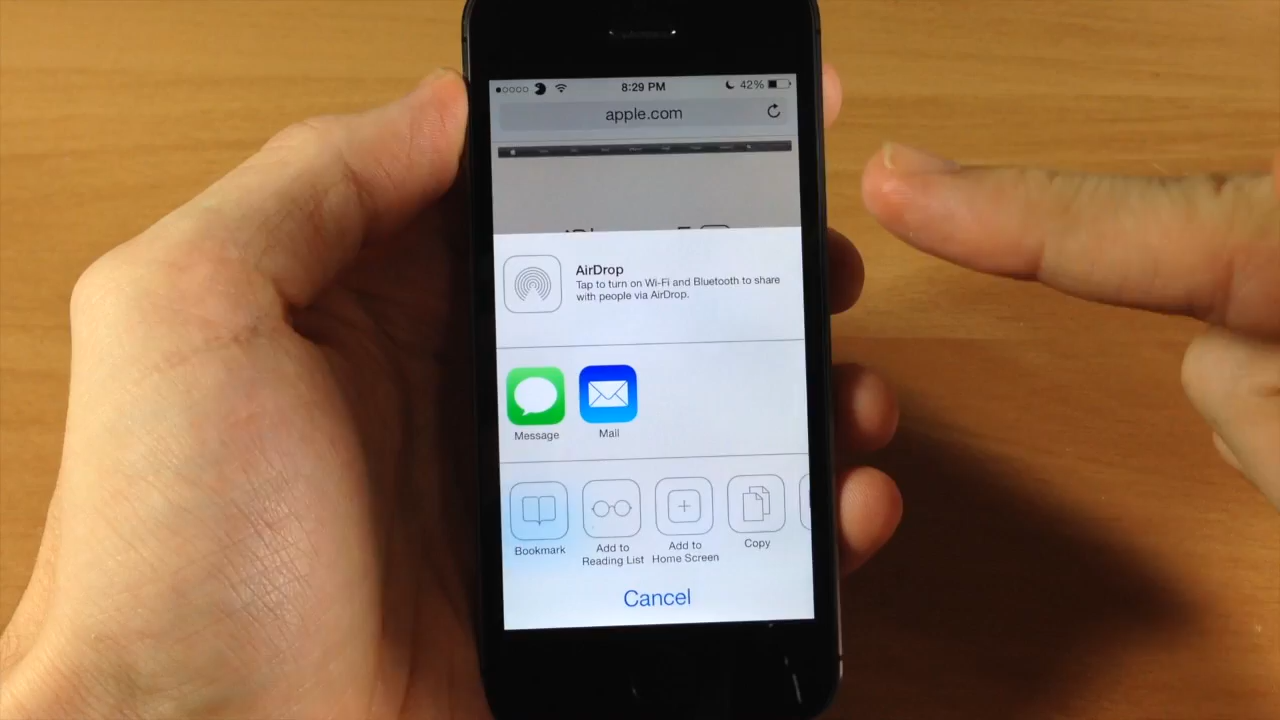 8:29 PM
42%
apple.com
AirDrop
Tap to turn on Wi-Fi and Bluetooth to share
with people via AirDrop.
Message
Mail
Bookmark
Add to
Reading List
Add to
Home Screen
Copy
Cancel